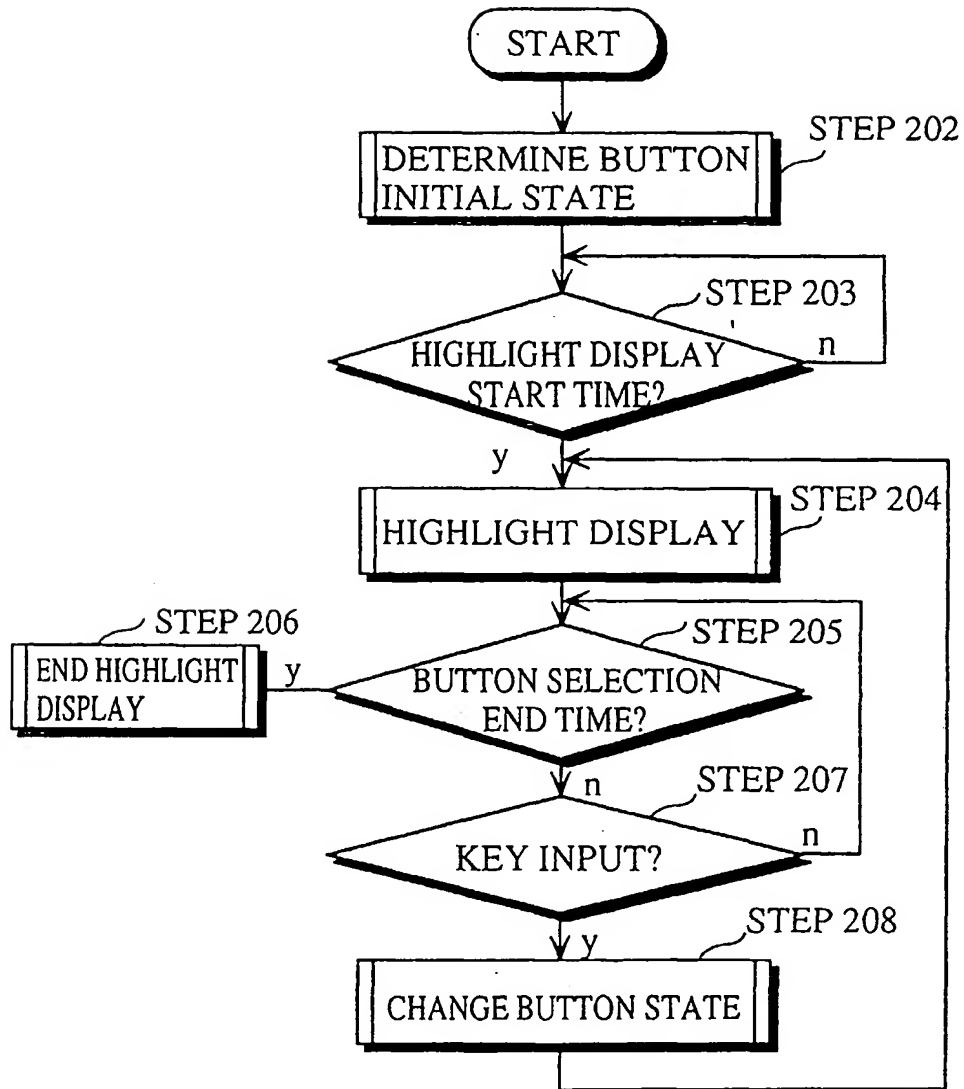 START
STEP 202
DETERMINE BUTTON
INITIAL STATE
STEP 203
HIGHLIGHT DISPLAY
START TIME?
n
y
STEP 204
HIGHLIGHT DISPLAY
STEP 206
END HIGHLIGHT
DISPLAY
y
STEP 205
BUTTON SELECTION
END TIME?
n
STEP 207
KEY INPUT?
n
y
STEP 208
CHANGE BUTTON STATE